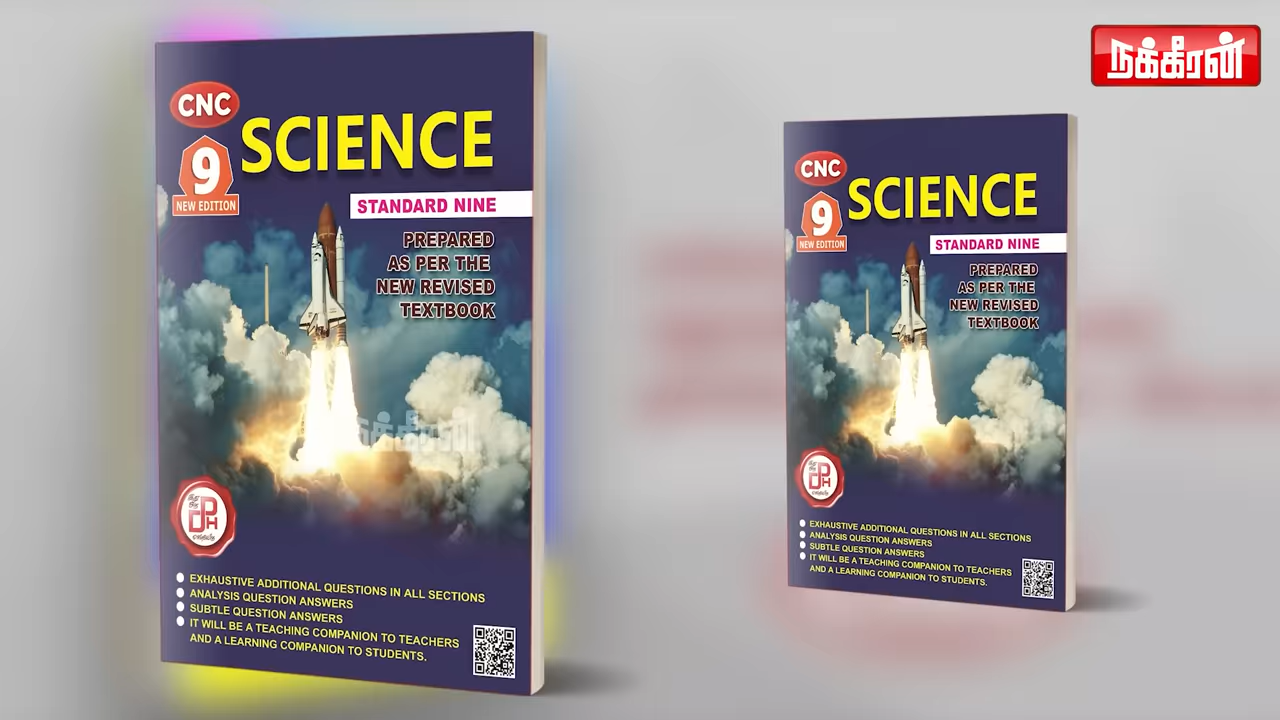 நக்கீரன்
CNC
9
NEW EDITION
SCIENCE
STANDARD NINE
PREPARED
AS PER THE
NEW REVISED
TEXTBOOK
நக்கீரன்
DPH
EXHAUSTIVE ADDITIONAL QUESTIONS IN ALL SECTIONS
ANALYSIS QUESTION ANSWERS
SUBTLE QUESTION ANSWERS
IT WILL BE A TEACHING COMPANION TO TEACHERS
AND A LEARNING COMPANION TO STUDENTS.
CNC
9
NEW EDITION
SCIENCE
STANDARD NINE
PREPARED
AS PER THE
NEW REVISED
TEXTBOOK
DPH
EXHAUSTIVE ADDITIONAL QUESTIONS IN ALL SECTIONS
ANALYSIS QUESTION ANSWERS
SUBTLE QUESTION ANSWERS
IT WILL BE A TEACHING COMPANION TO TEACHERS
AND A LEARNING COMPANION TO STUDENTS.